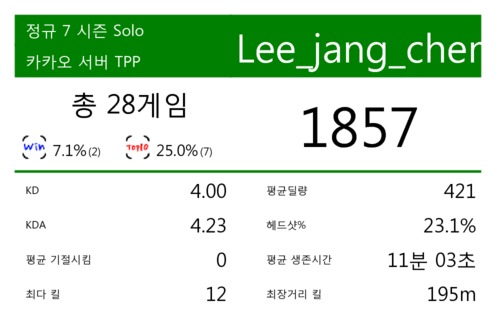 정규 7 시즌 Solo
카카오 서버 TPP
Lee_jang_cher
총 28게임
Win 7.1% (2)
TOP10 25.0% (7)
1857
KD 4.00
평균딜량 421
KDA 4.23
헤드샷% 23.1%
평균 기절시킴 0
평균 생존시간 11분 03초
최다 킬 12
최장거리 킬 195m